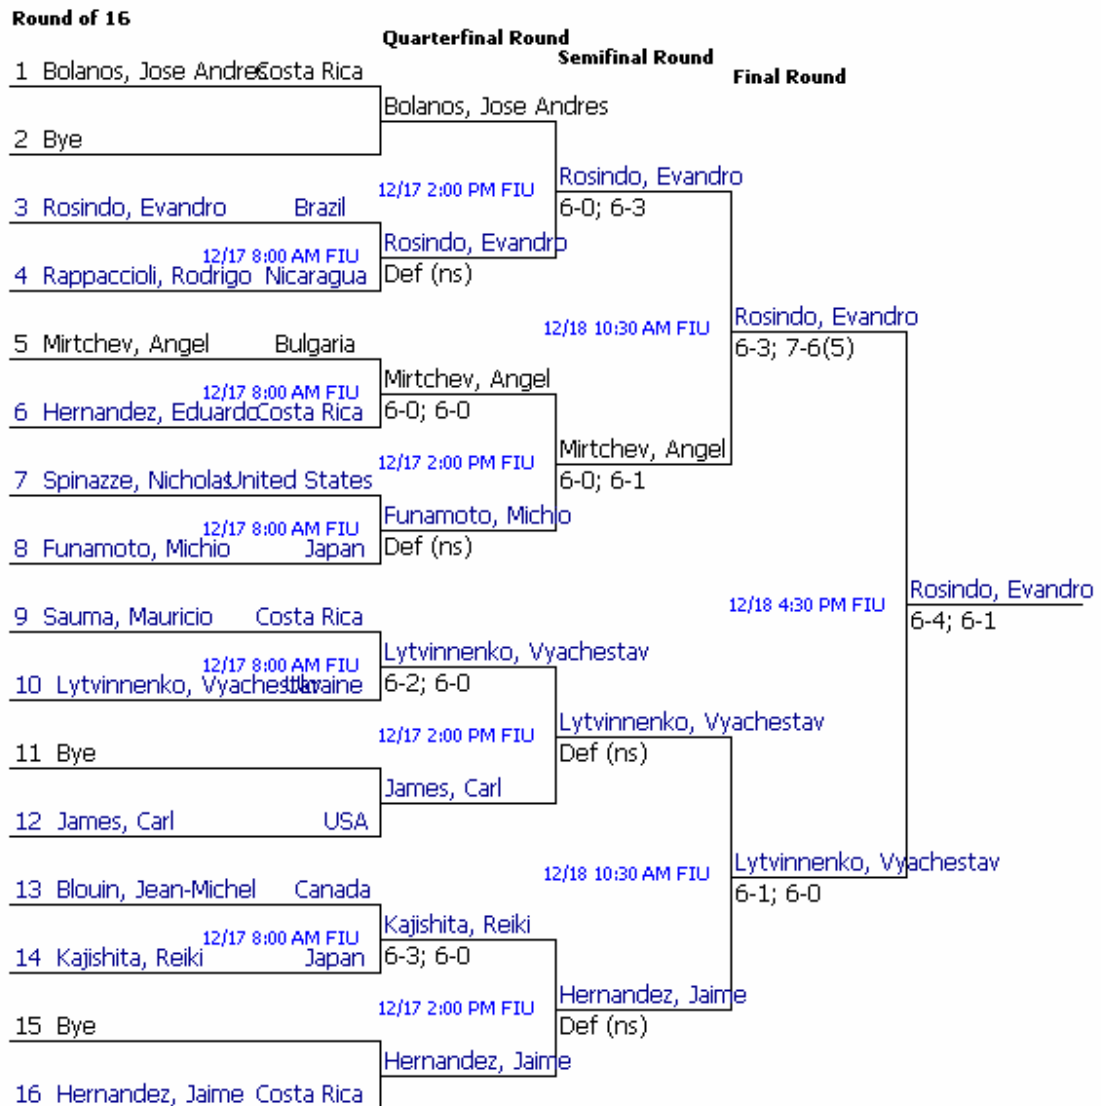 Round of 16
Quarterfinal Round
Semifinal Round
Final Round
1 Bolanos, Jose Andres Costa Rica
Bolanos, Jose Andres
2 Bye
12/17 2:00 PM FIU
Rosindo, Evandro
6-0; 6-3
3 Rosindo, Evandro Brazil
12/17 8:00 AM FIU
Rosindo, Evandro
Def (ns)
4 Rappaccioli, Rodrigo Nicaragua
12/18 10:30 AM FIU
Rosindo, Evandro
6-3; 7-6(5)
5 Mirtchev, Angel Bulgaria
12/17 8:00 AM FIU
Mirtchev, Angel
6-0; 6-0
6 Hernandez, Eduardo Costa Rica
12/17 2:00 PM FIU
Mirtchev, Angel
6-0; 6-1
7 Spinazze, Nicholas United States
12/17 8:00 AM FIU
Funamoto, Michio
Def (ns)
8 Funamoto, Michio Japan
12/18 4:30 PM FIU
Rosindo, Evandro
6-4; 6-1
9 Sauma, Mauricio Costa Rica
12/17 8:00 AM FIU
Lytvinnenko, Vyachestav
6-2; 6-0
10 Lytvinnenko, Vyachestav Ukraine
12/17 2:00 PM FIU
Lytvinnenko, Vyachestav
Def (ns)
11 Bye
James, Carl
12 James, Carl USA
12/18 10:30 AM FIU
Lytvinnenko, Vyachestav
6-1; 6-0
13 Blouin, Jean-Michel Canada
12/17 8:00 AM FIU
Kajishita, Reiki
6-3; 6-0
14 Kajishita, Reiki Japan
12/17 2:00 PM FIU
Hernandez, Jaime
Def (ns)
15 Bye
Hernandez, Jaime
16 Hernandez, Jaime Costa Rica